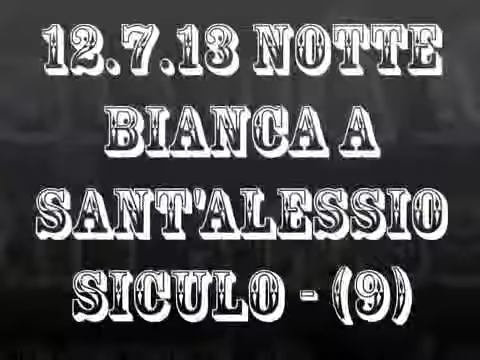 12.7.13 NOTTE
BIANCA A
SANT'ALESSIO
SICULO - (9)